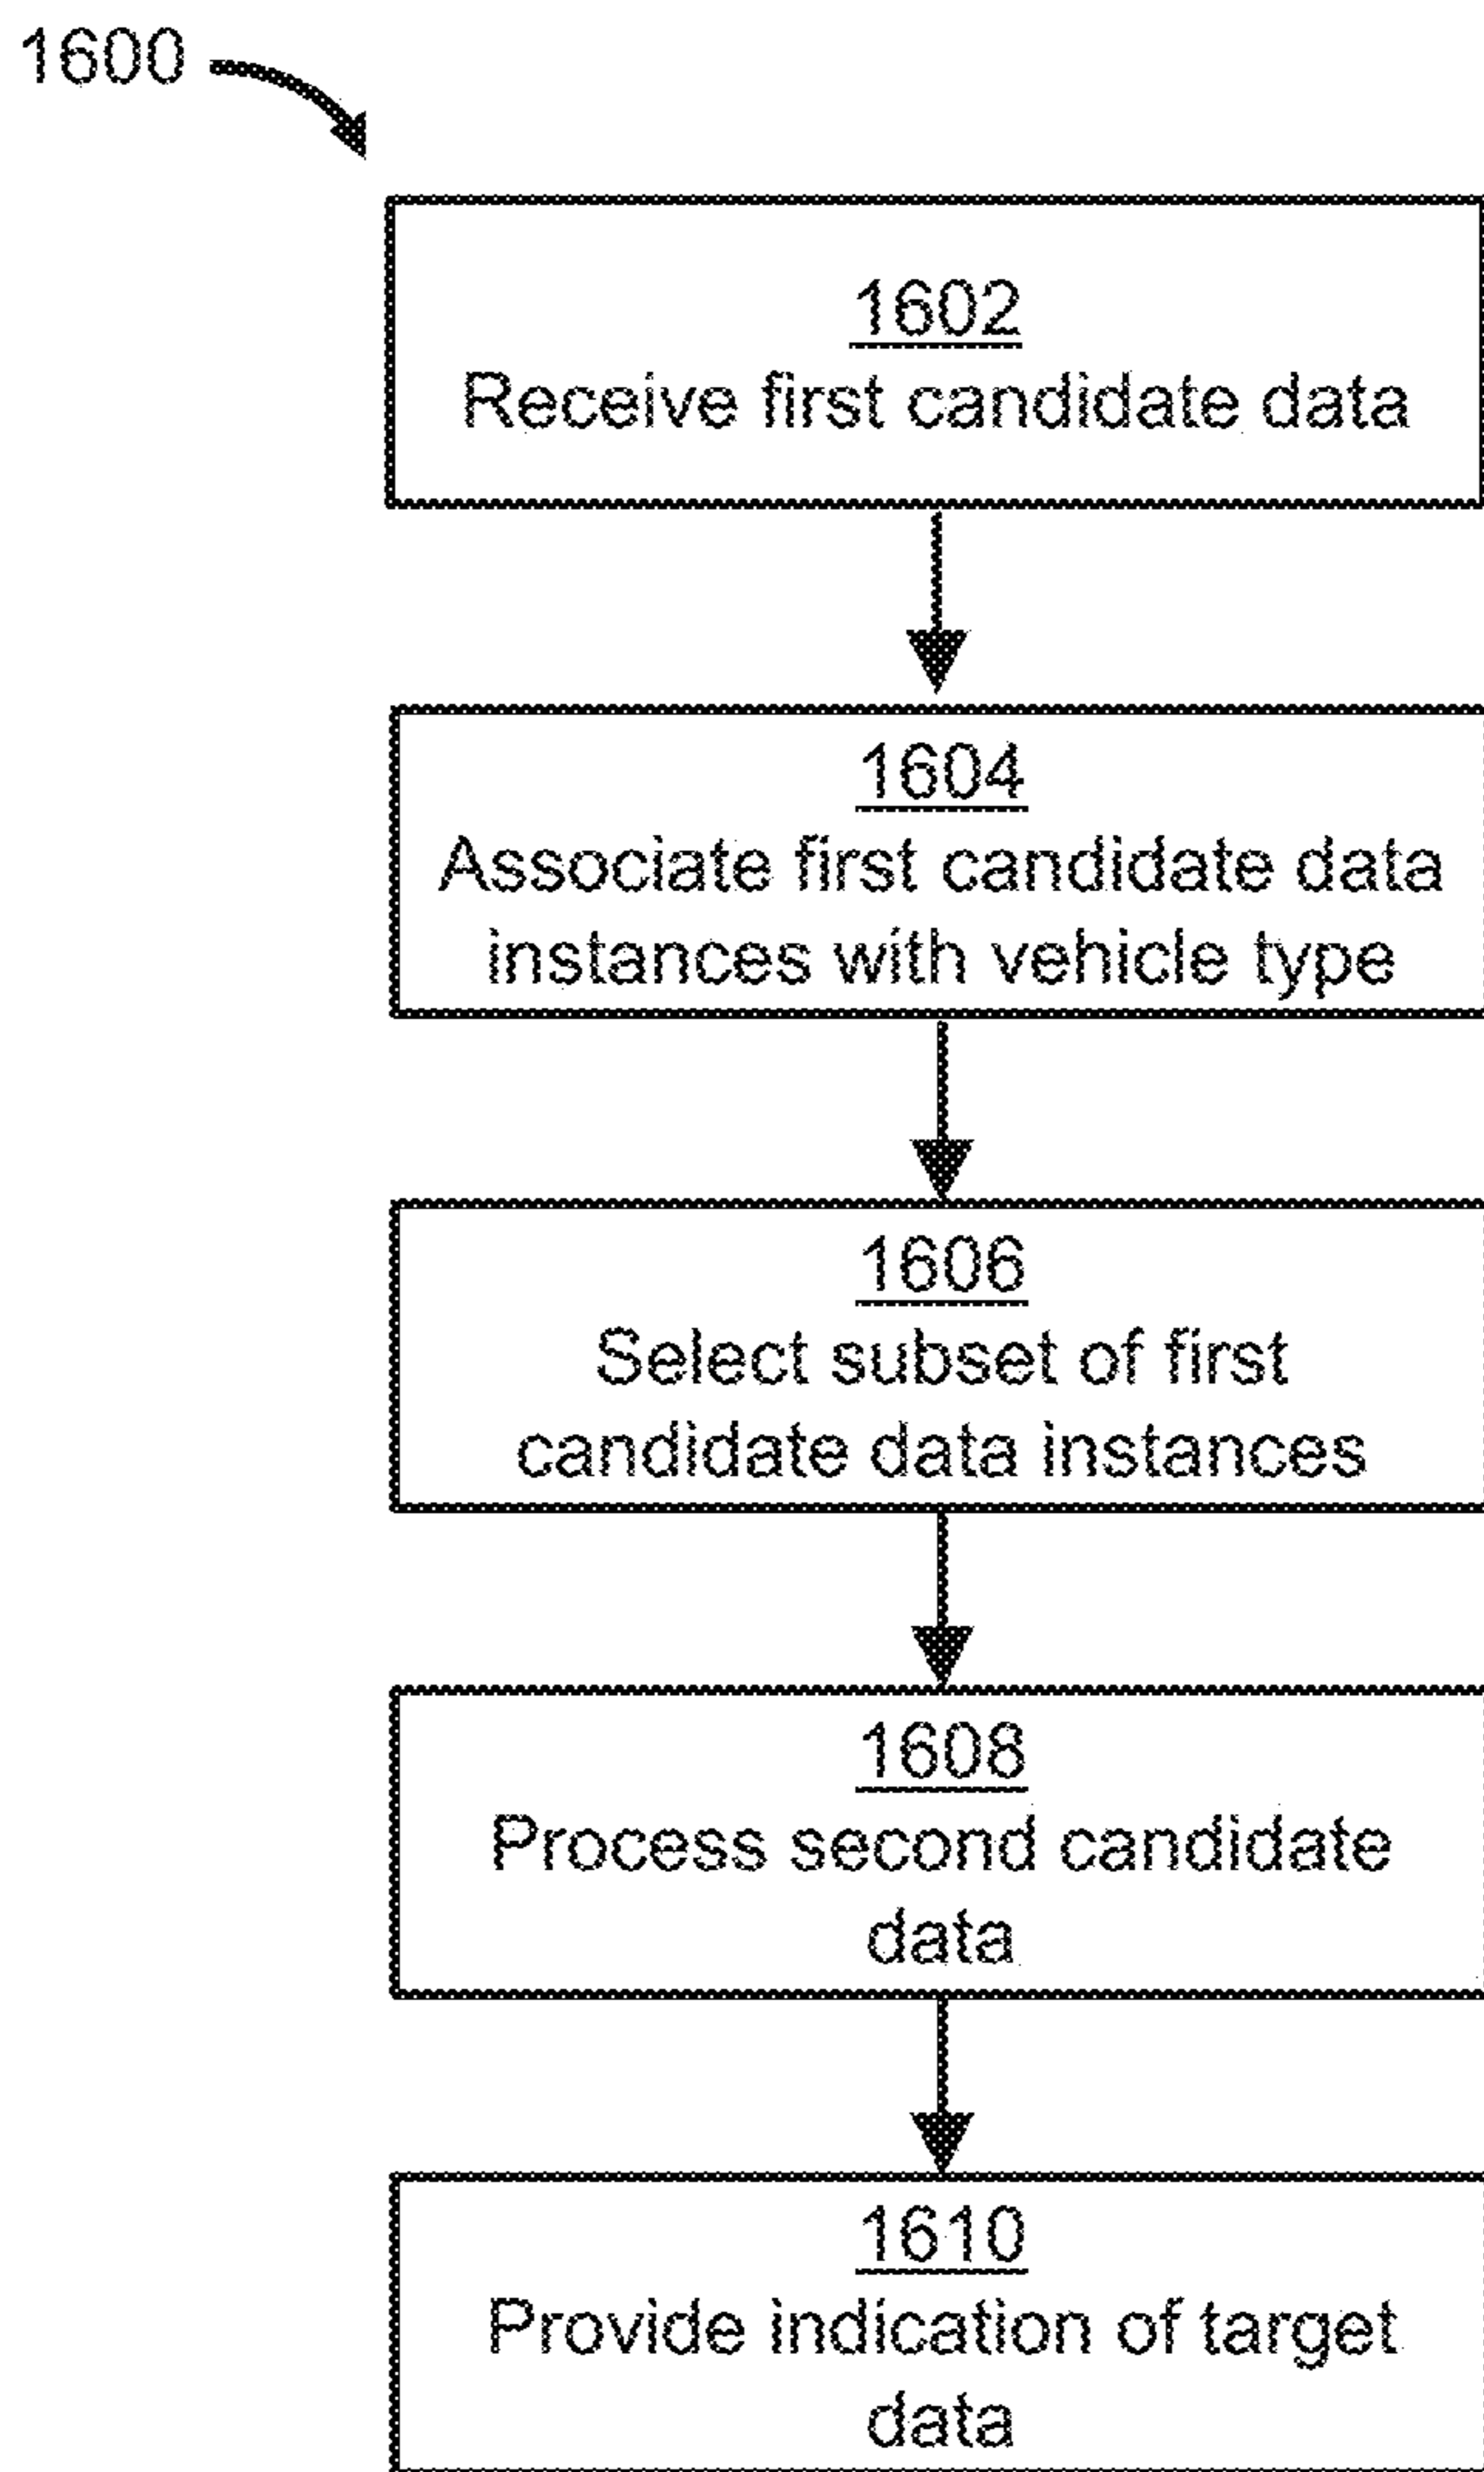 1600
1602
Receive first candidate data
1604
Associate first candidate data
instances with vehicle type
1606
Select subset of first
candidate data instances
1608
Process second candidate
data
1610
Provide indication of target
data